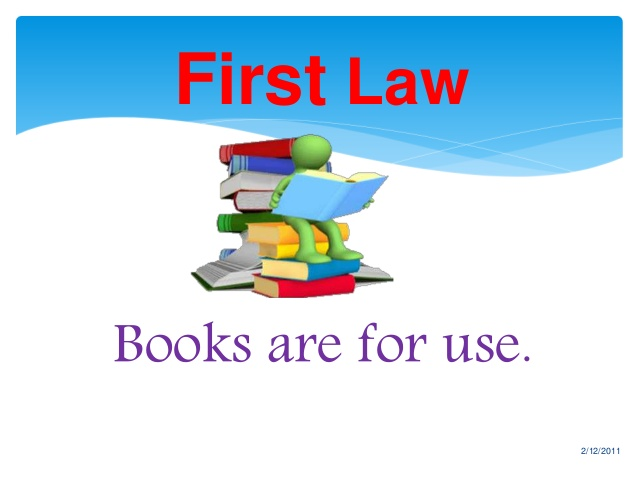 First Law
Books are for use.
2/12/2011